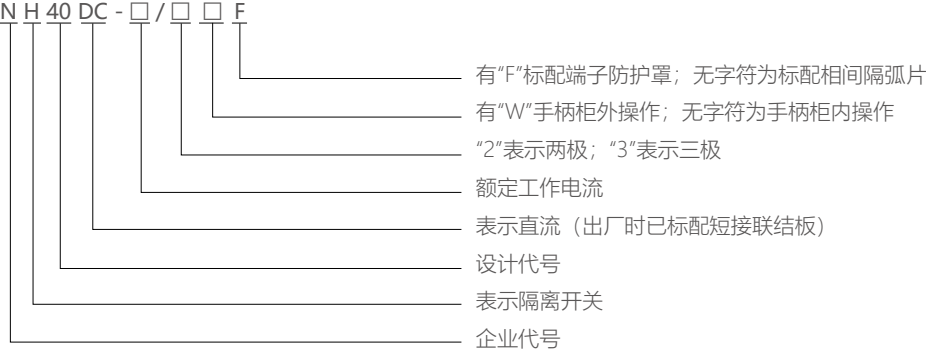 N H 40 DC - □ / □ □ F
有“F”标配端子防护罩；无字符为标配相间隔弧片
有“W”手柄柜外操作；无字符为手柄柜内操作
“2”表示两极；“3”表示三极
额定工作电流
表示直流（出厂时已标配短接联结板）
设计代号
表示隔离开关
企业代号